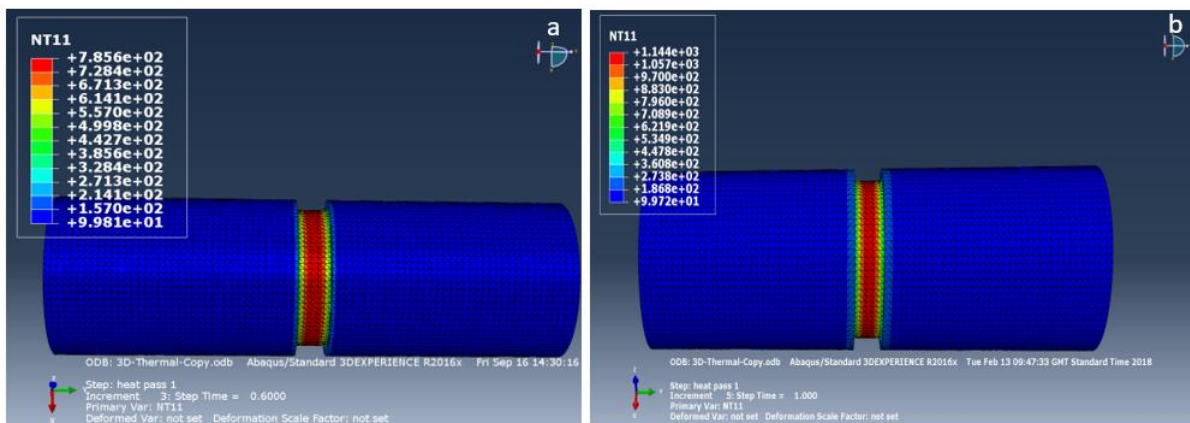 a
NT11
+7.856e+02
+7.284e+02
+6.713e+02
+6.141e+02
+5.570e+02
+4.998e+02
+4.427e+02
+3.856e+02
+3.284e+02
+2.713e+02
+2.141e+02
+1.570e+02
+9.981e+01
ODB: 3D-Thermal-Copy.odb Abaqus/Standard 3DEXPERIENCE R2016x Fri Sep 16 14:30:16
Step: heat pass 1
Increment 3: Step Time = 0.6000
Primary Var: NT11
Deformed Var: not set Deformation Scale Factor: not set
b
NT11
+1.144e+03
+1.057e+03
+9.700e+02
+8.830e+02
+7.960e+02
+7.089e+02
+6.219e+02
+5.349e+02
+4.478e+02
+3.608e+02
+2.738e+02
+1.868e+02
+9.972e+01
ODB: 3D-Thermal-Copy.odb Abaqus/Standard 3DEXPERIENCE R2016x Tue Feb 13 09:47:33 GMT Standard Time 2018
Step: heat pass 1
Increment 5: Step Time = 1.000
Primary Var: NT11
Deformed Var: not set Deformation Scale Factor: not set